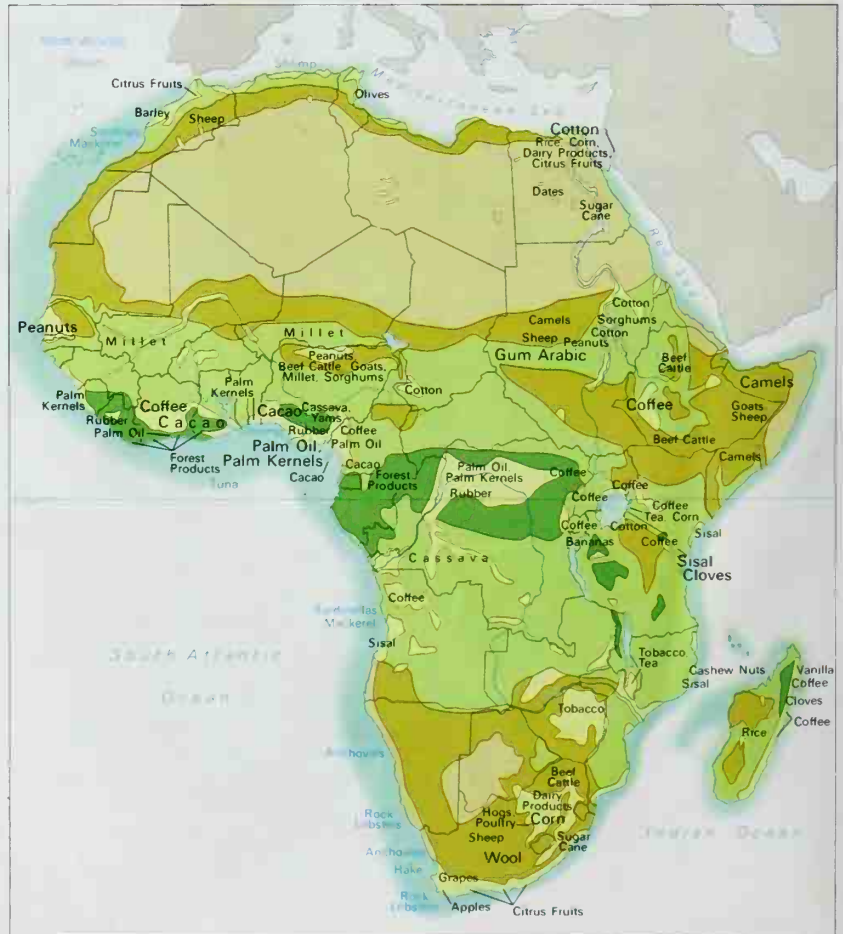 Shrimp
Mediterranean Sea
Citrus Fruits
Olives
Barley
Sheep
Mackerel
Cotton
Rice, Corn,
Dairy Products,
Citrus Fruits
Dates
Sugar
Cane
Red Sea
Peanuts
Millet
Millet
Peanuts
Beef Cattle, Goats,
Millet, Sorghums
Camels
Sheep
Peanuts
Cotton
Sorghums
Cotton
Gum Arabic
Beef
Cattle
Camels
Goats
Sheep
Coffee
Beef Cattle
Camels
Cotton
Palm
Kernels
Palm
Kernels
Coffee
Cacao
Rubber
Palm Oil
Forest
Products
Cacao
Cassava,
Yams
Rubber
Coffee
Palm Oil
Palm Oil,
Palm Kernels
Cacao
Cacao
Tuna
Forest
Products
Palm Oil,
Palm Kernels
Rubber
Coffee
Coffee
Coffee
Coffee
Tea, Corn
Coffee
Cotton
Bananas
Coffee
Sisal
Sisal
Cloves
Cassava
Coffee
Mackerel
Sisal
South Atlantic
Ocean
Tobacco
Tea
Cashew Nuts
Sisal
Vanilla
Coffee
Cloves
Coffee
Rice
Tobacco
Anchovies
Beef
Cattle
Dairy
Products
Hogs,
Poultry
Corn
Sheep
Sugar
Cane
Wool
Rock
Lobsters
Anchovies
Hake
Grapes
Rock
Lobsters
Apples
Citrus Fruits
Indian Ocean